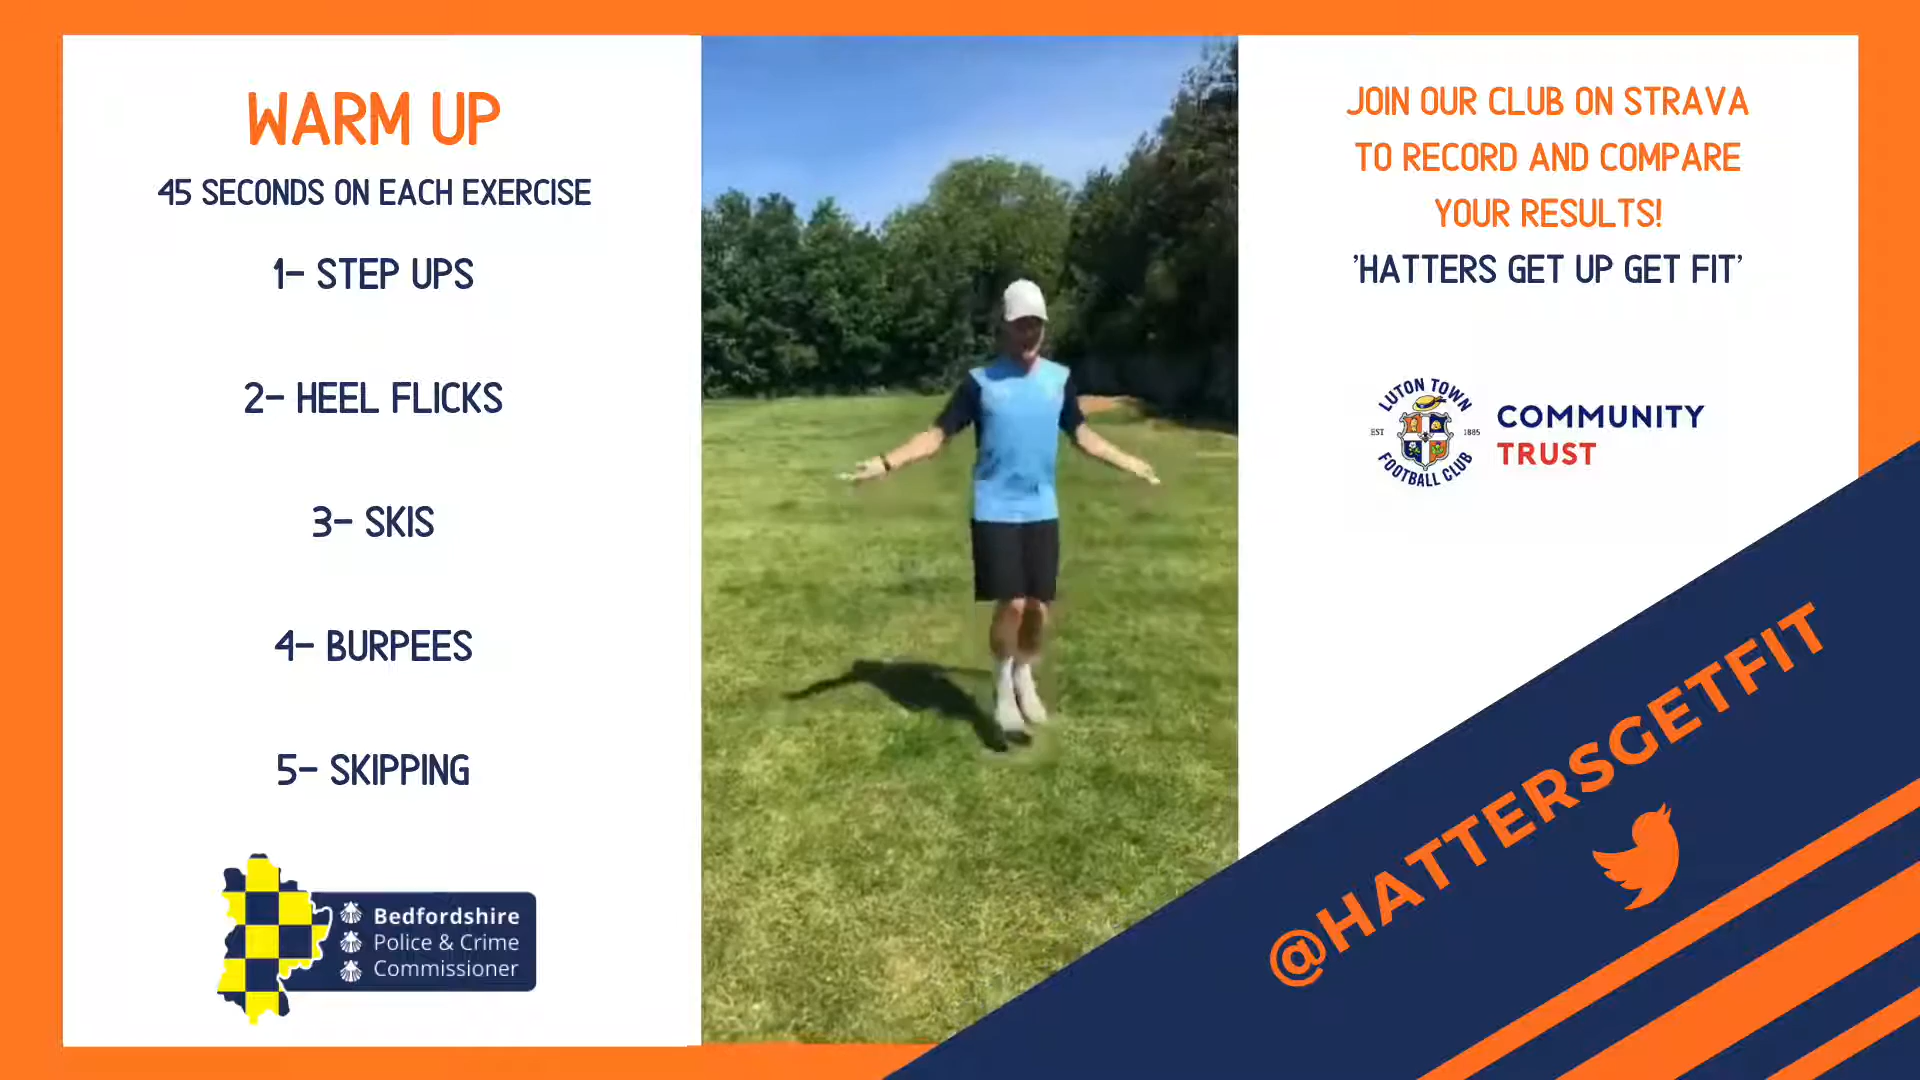 WARM UP
45 SECONDS ON EACH EXERCISE
1- STEP UPS
2- HEEL FLICKS
3- SKIS
4- BURPEES
5- SKIPPING
Bedfordshire
Police & Crime
Commissioner
JOIN OUR CLUB ON STRAVA
TO RECORD AND COMPARE
YOUR RESULTS!
'HATTERS GET UP GET FIT'
LUTON TOWN
EST 1885
FOOTBALL CLUB
COMMUNITY
TRUST
@HATTERSGETFIT